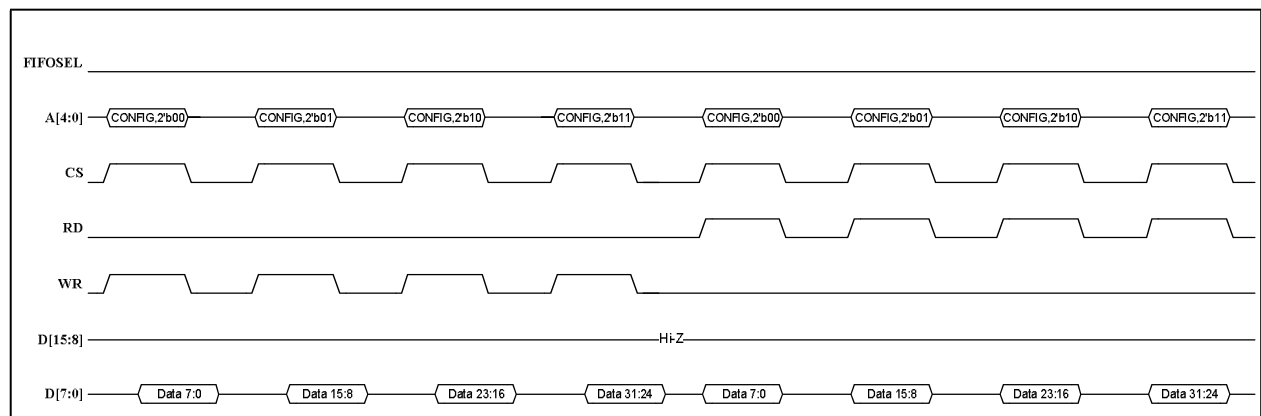 FIFOSEL
A[4:0] CONFIG,2'b00 CONFIG,2'b01 CONFIG,2'b10 CONFIG,2'b11 CONFIG,2'b00 CONFIG,2'b01 CONFIG,2'b10 CONFIG,2'b11
CS
RD
WR
D[15:8] Hi-Z
D[7:0] Data 7:0 Data 15:8 Data 23:16 Data 31:24 Data 7:0 Data 15:8 Data 23:16 Data 31:24